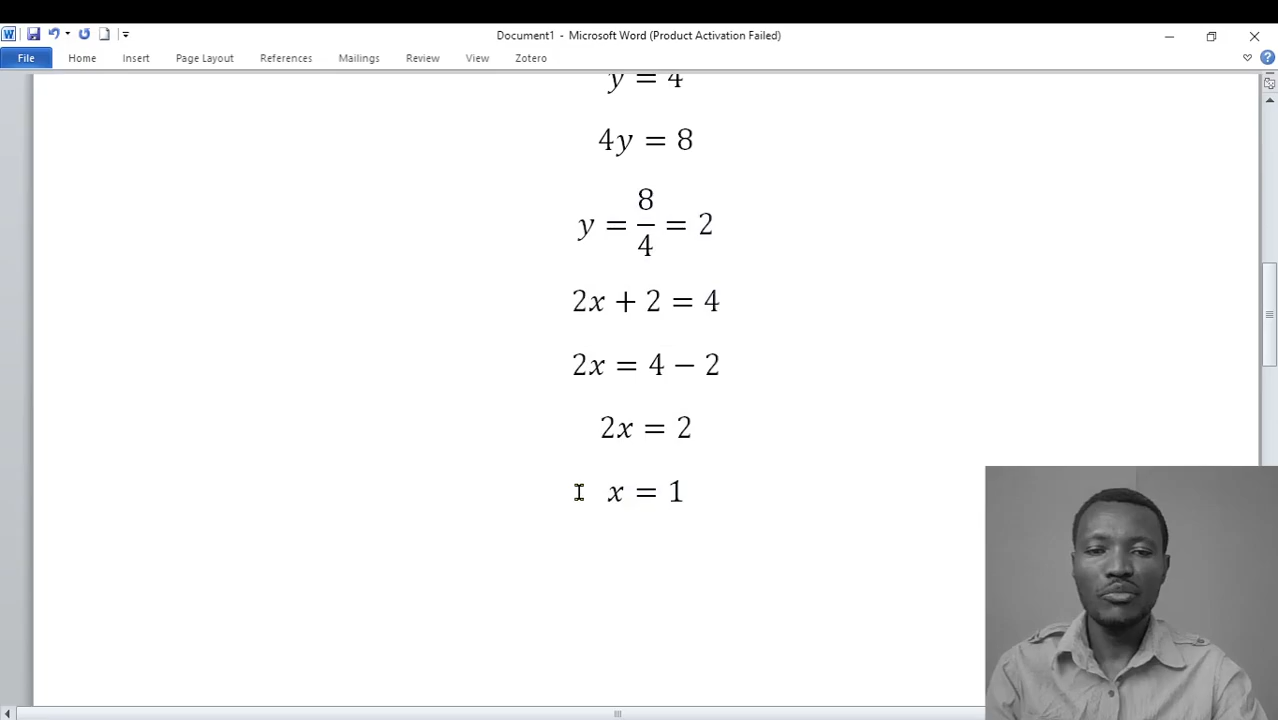 Document1 - Microsoft Word (Product Activation Failed)
File Home Insert Page Layout References Mailings Review View Zotero
y = 4
4y = 8
y = 8/4 = 2
2x + 2 = 4
2x = 4 − 2
2x = 2
x = 1